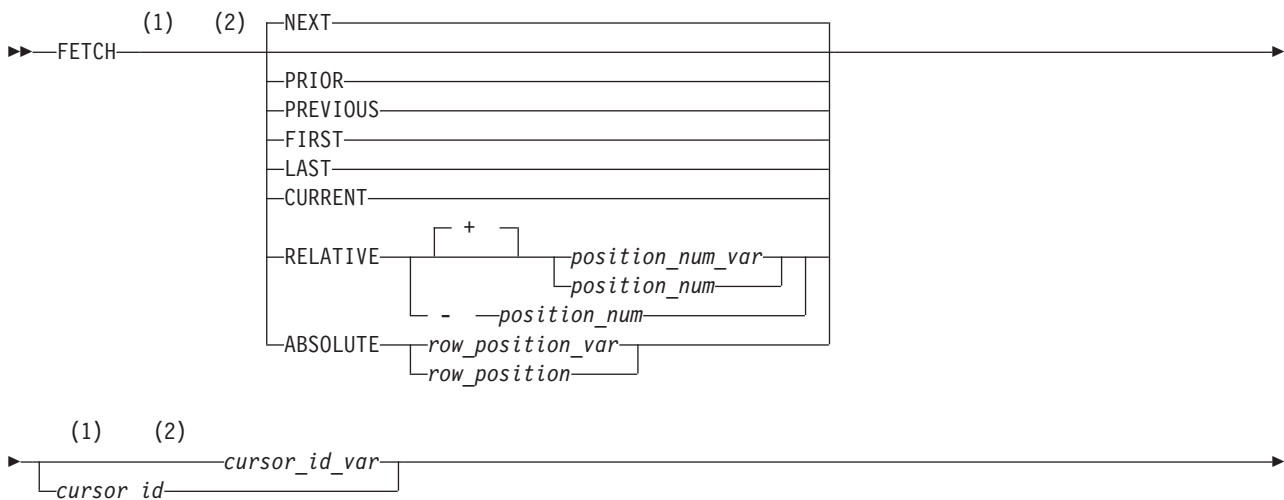 (1) (2) NEXT
FETCH
PRIOR
PREVIOUS
FIRST
LAST
CURRENT
+
RELATIVE position_num_var
position_num
- position_num
ABSOLUTE row_position_var
row_position
(1) (2)
cursor_id_var
cursor_id